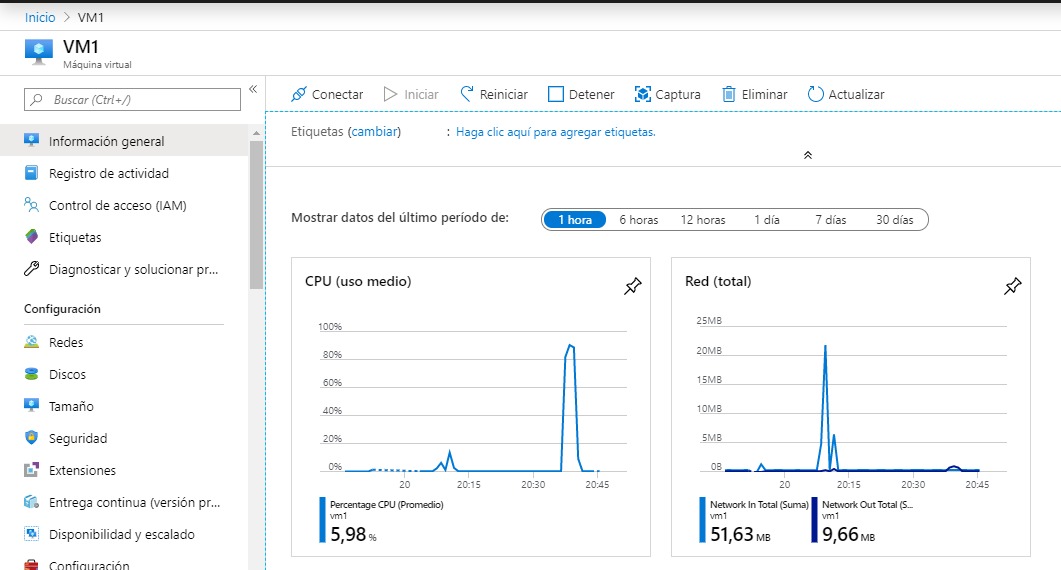 Inicio > VM1
VM1
Máquina virtual
Buscar (Ctrl+/)
«
Información general
Registro de actividad
Control de acceso (IAM)
Etiquetas
Diagnosticar y solucionar pr...
Configuración
Redes
Discos
Tamaño
Seguridad
Extensiones
Entrega continua (versión pr...
Disponibilidad y escalado
Configuración
Conectar Iniciar Reiniciar Detener Captura Eliminar Actualizar
Etiquetas (cambiar) : Haga clic aquí para agregar etiquetas.
Mostrar datos del último período de: 1 hora 6 horas 12 horas 1 día 7 días 30 días
CPU (uso medio)
100%
80%
60%
40%
20%
0%
20 20:15 20:30 20:45
Percentage CPU (Promedio)
vm1
5,98 %
Red (total)
25MB
20MB
15MB
10MB
5MB
0B
20 20:15 20:30 20:45
Network In Total (Suma)
vm1
51,63 MB
Network Out Total (S...
vm1
9,66 MB